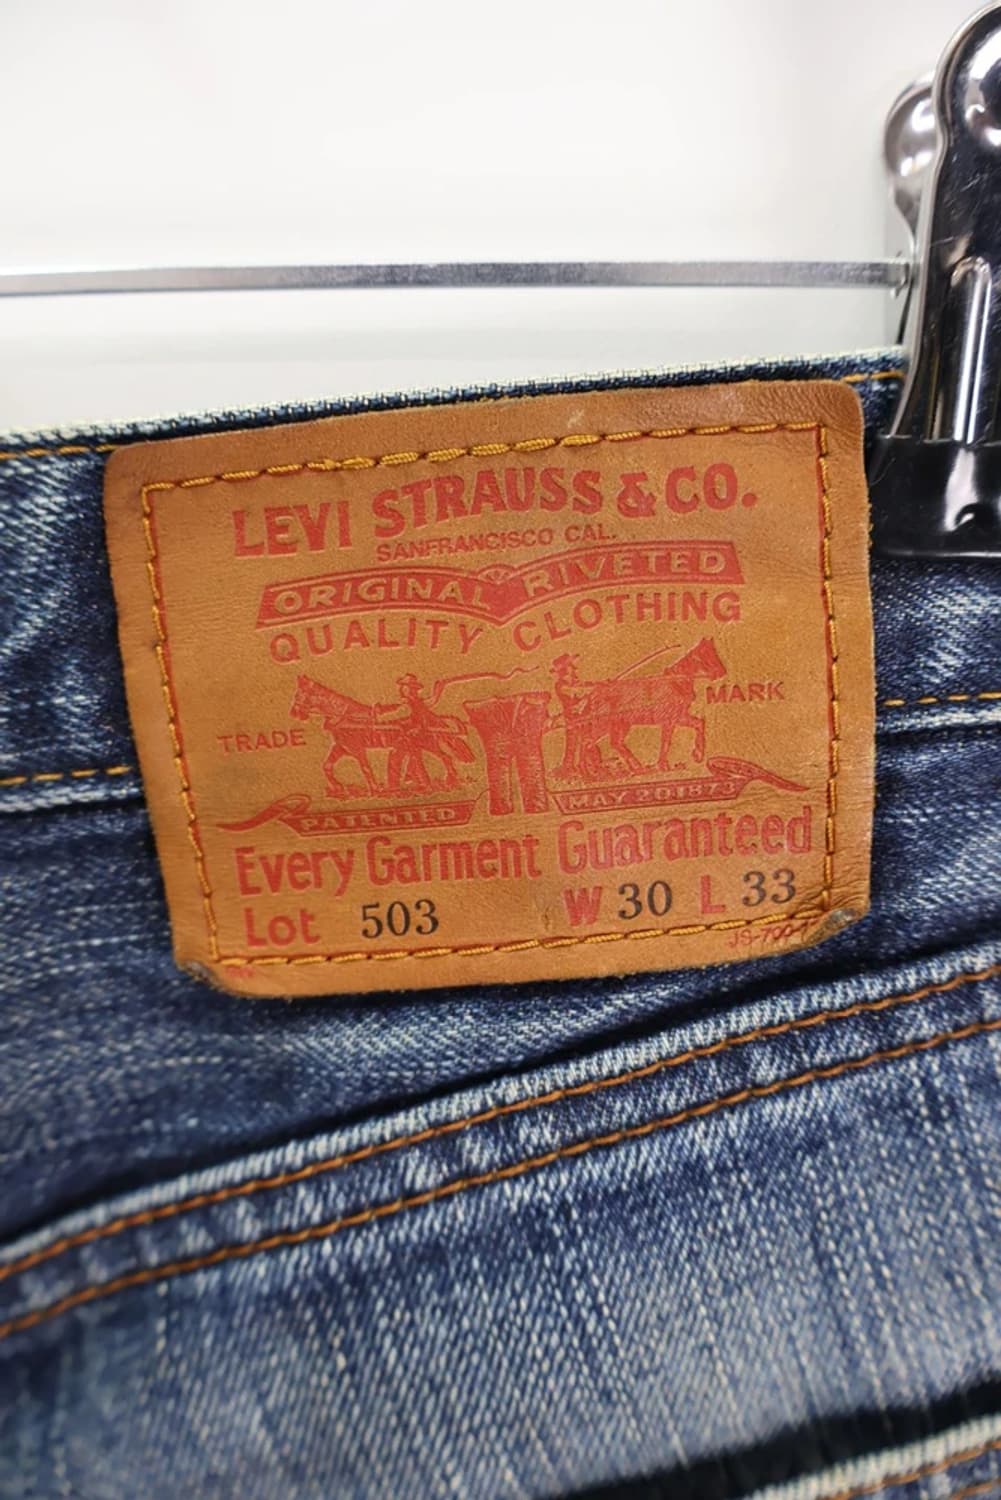 LEVI STRAUSS & CO.
SANFRANCISCO CAL.
ORIGINAL RIVETED
QUALITY CLOTHING
TRADE MARK
PATENTED MAY 20 1873
Every Garment Guaranteed
Lot 503 W 30 L 33